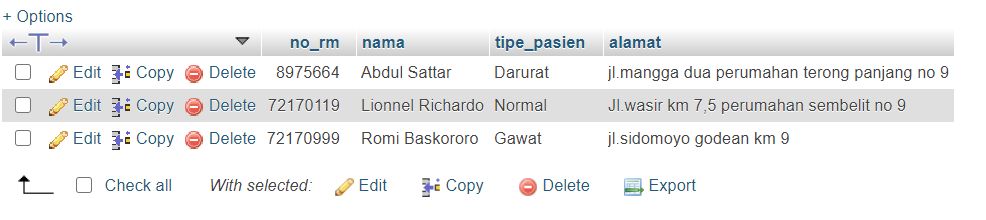 + Options
no_rm nama tipe_pasien alamat
Edit Copy Delete 8975664 Abdul Sattar Darurat jl.mangga dua perumahan terong panjang no 9
Edit Copy Delete 72170119 Lionnel Richardo Normal Jl.wasir km 7,5 perumahan sembelit no 9
Edit Copy Delete 72170999 Romi Baskororo Gawat jl.sidomoyo godean km 9
Check all With selected: Edit Copy Delete Export